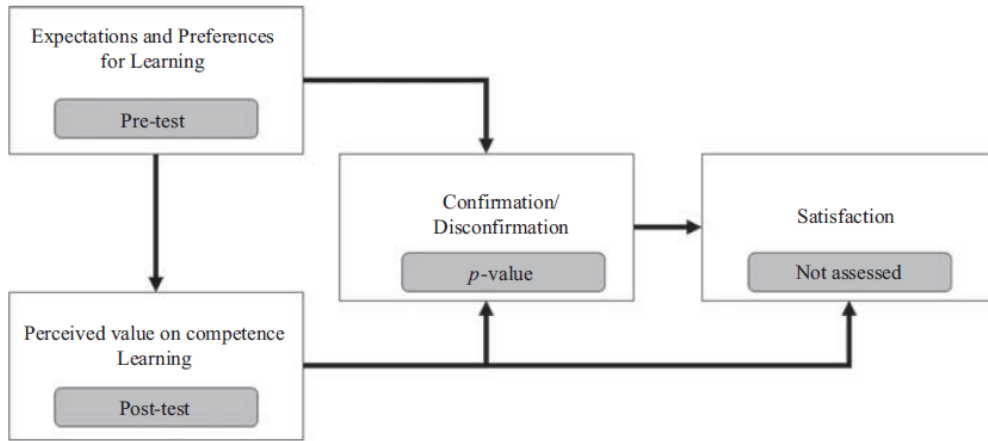 Expectations and Preferences
for Learning
Pre-test
Confirmation/
Disconfirmation
p-value
Satisfaction
Not assessed
Perceived value on competence
Learning
Post-test